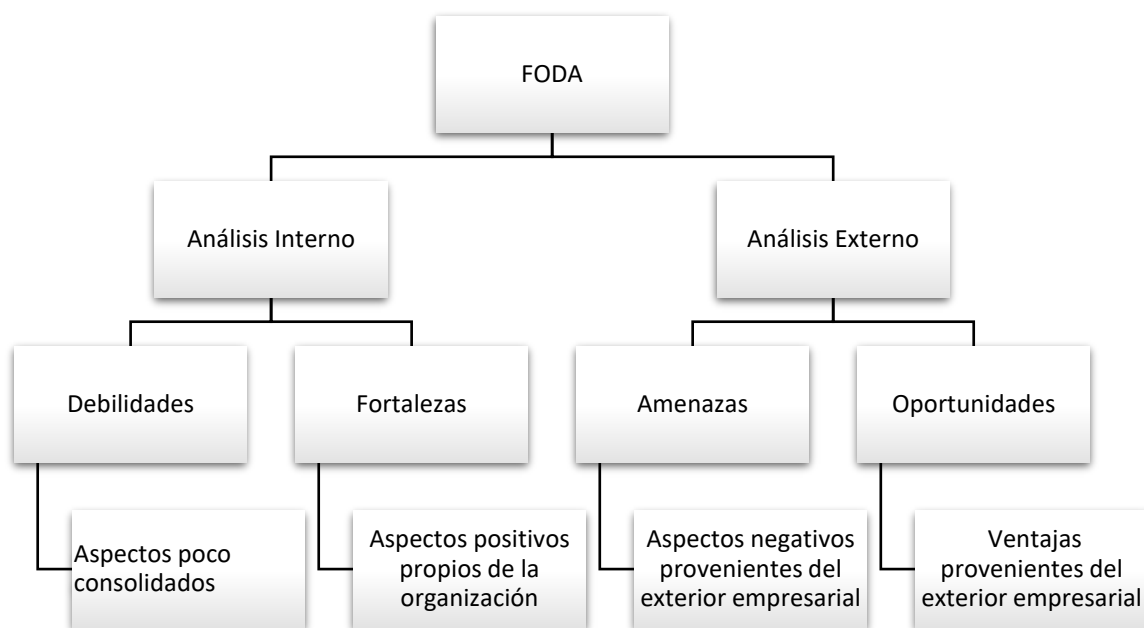 FODA
Análisis Interno
Análisis Externo
Debilidades
Fortalezas
Amenazas
Oportunidades
Aspectos poco
consolidados
Aspectos positivos
propios de la
organización
Aspectos negativos
provenientes del
exterior empresarial
Ventajas
provenientes del
exterior empresarial